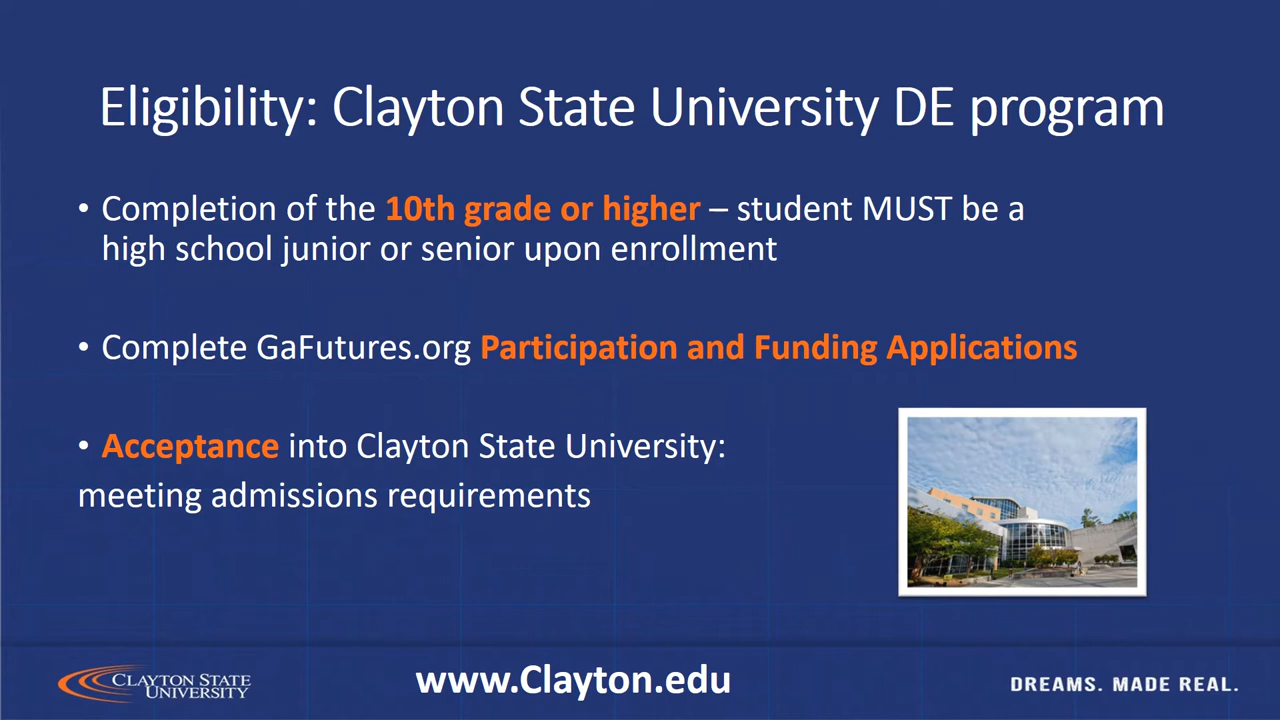 Eligibility: Clayton State University DE program
• Completion of the 10th grade or higher – student MUST be a
high school junior or senior upon enrollment
• Complete GaFutures.org Participation and Funding Applications
• Acceptance into Clayton State University:
meeting admissions requirements
CLAYTON STATE
UNIVERSITY
www.Clayton.edu
DREAMS. MADE REAL.